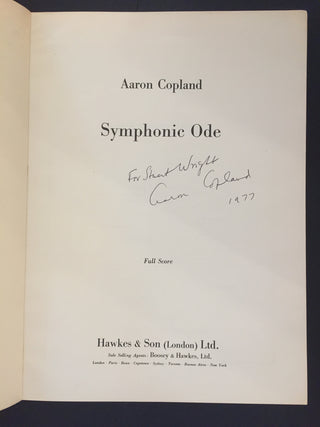 Aaron Copland
Symphonic Ode
For Stuart Wright
Aaron Copland
1977
Full Score
Hawkes & Son (London) Ltd.
Sole Selling Agents: Boosey & Hawkes, Ltd.
London · Paris · Bonn · Capetown · Sydney · Toronto · Buenos Aires · New York